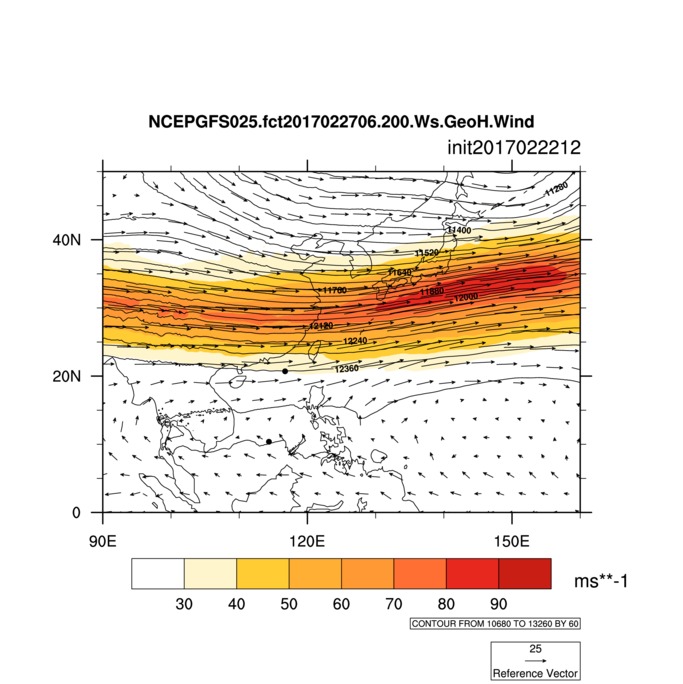 NCEPGFS025.fct2017022706.200.Ws.GeoH.Wind
init2017022212
11280
11400
40N
11520
11640
11760
11880
12000
12120
12240
12360
20N
0
90E 120E 150E
ms**-1
30 40 50 60 70 80 90
CONTOUR FROM 10680 TO 13260 BY 60
25
Reference Vector